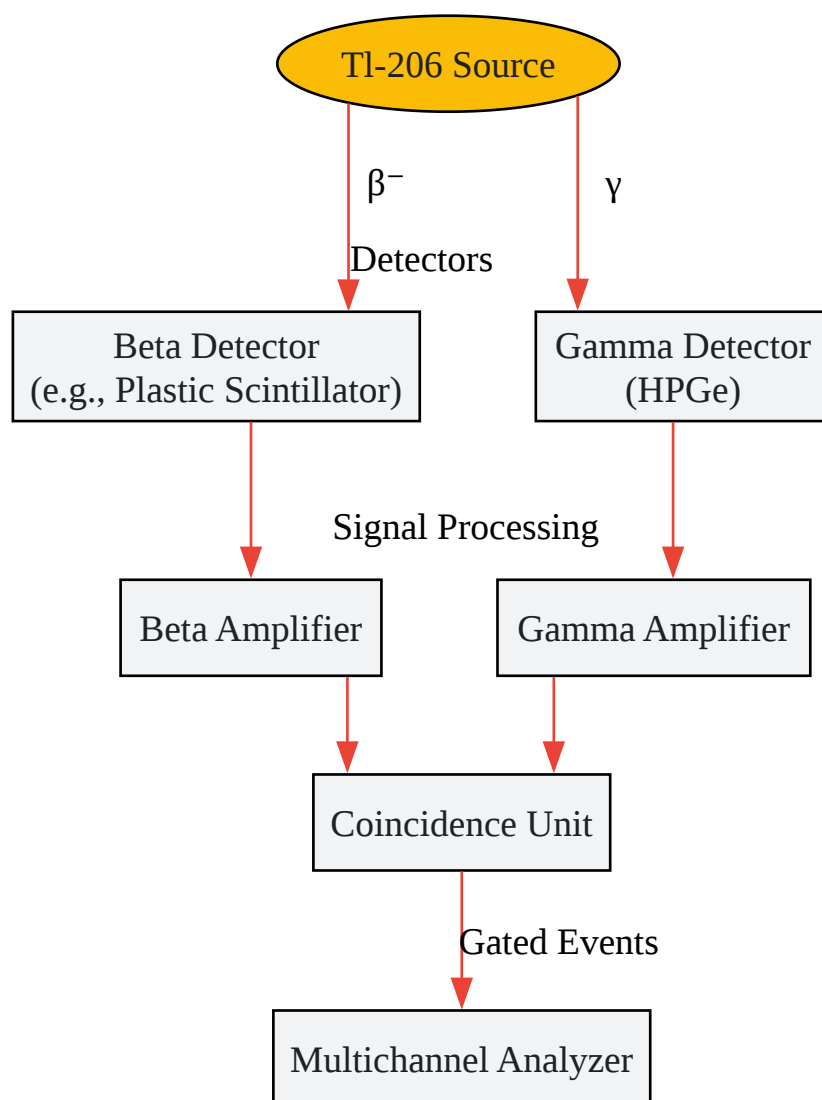 Tl-206 Source
β⁻
γ
Detectors
Beta Detector
(e.g., Plastic Scintillator)
Gamma Detector
(HPGe)
Signal Processing
Beta Amplifier
Gamma Amplifier
Coincidence Unit
Gated Events
Multichannel Analyzer